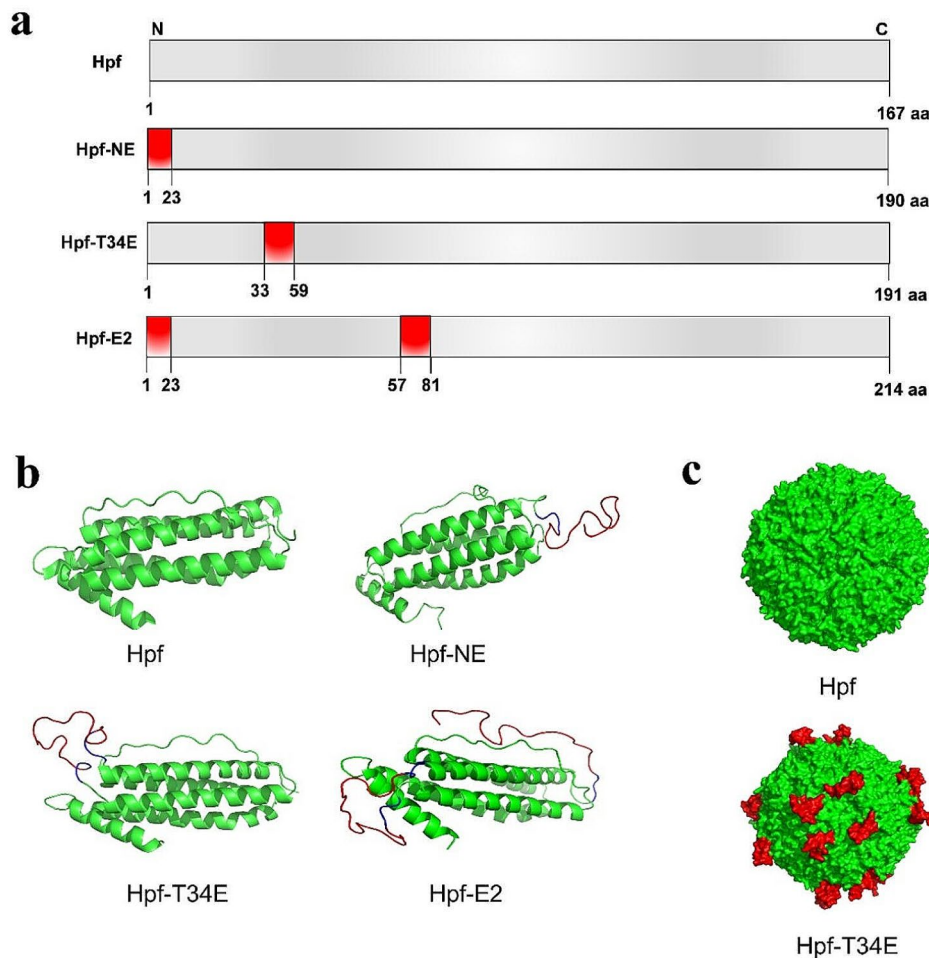 a
N C
Hpf
1 167 aa
Hpf-NE
1 23 190 aa
Hpf-T34E
1 33 59 191 aa
Hpf-E2
1 23 57 81 214 aa
b
c
Hpf Hpf-NE
Hpf
Hpf-T34E Hpf-E2
Hpf-T34E